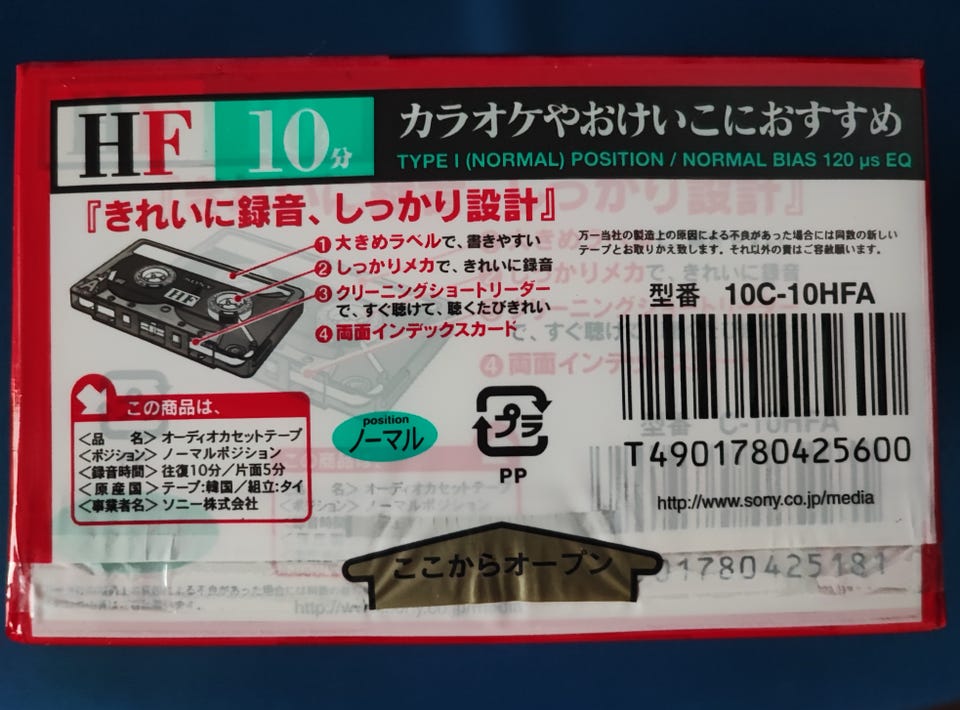 HF 10分
カラオケやおけいこにおすすめ
TYPE I (NORMAL) POSITION / NORMAL BIAS 120 µs EQ
『きれいに録音、しっかり設計』
1 大きめラベルで、書きやすい
2 しっかりメカで、きれいに録音
3 クリーニングショートリーダー
で、すぐ聴けて、聴くたびきれい
4 両面インデックスカード
SONY
HF
A
万一当社の製造上の原因による不良があった場合には同数の新しい
テープとお取りかえ致します。それ以外の責はご容赦願います。
型番 10C-10HFA
T4901780425600
http://www.sony.co.jp/media
この商品は、
<品 名> オーディオカセットテープ
<ポジション> ノーマルポジション
<録音時間> 往復10分/片面5分
<原産国> テープ:韓国/組立:タイ
<事業者名> ソニー株式会社
position
ノーマル
プラ
PP
ここからオープン
01780425181